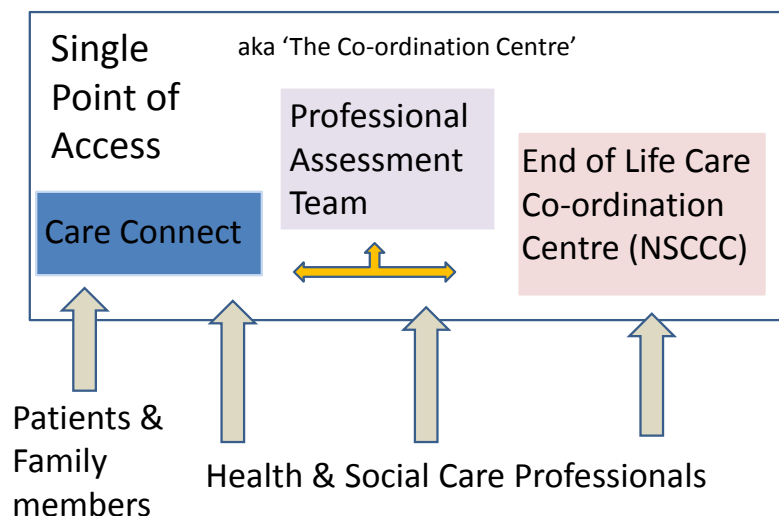 Single
Point of
Access
aka ‘The Co-ordination Centre’
Professional
Assessment
Team
End of Life Care
Co-ordination
Centre (NSCCC)
Care Connect
Patients &
Family
members
Health & Social Care Professionals